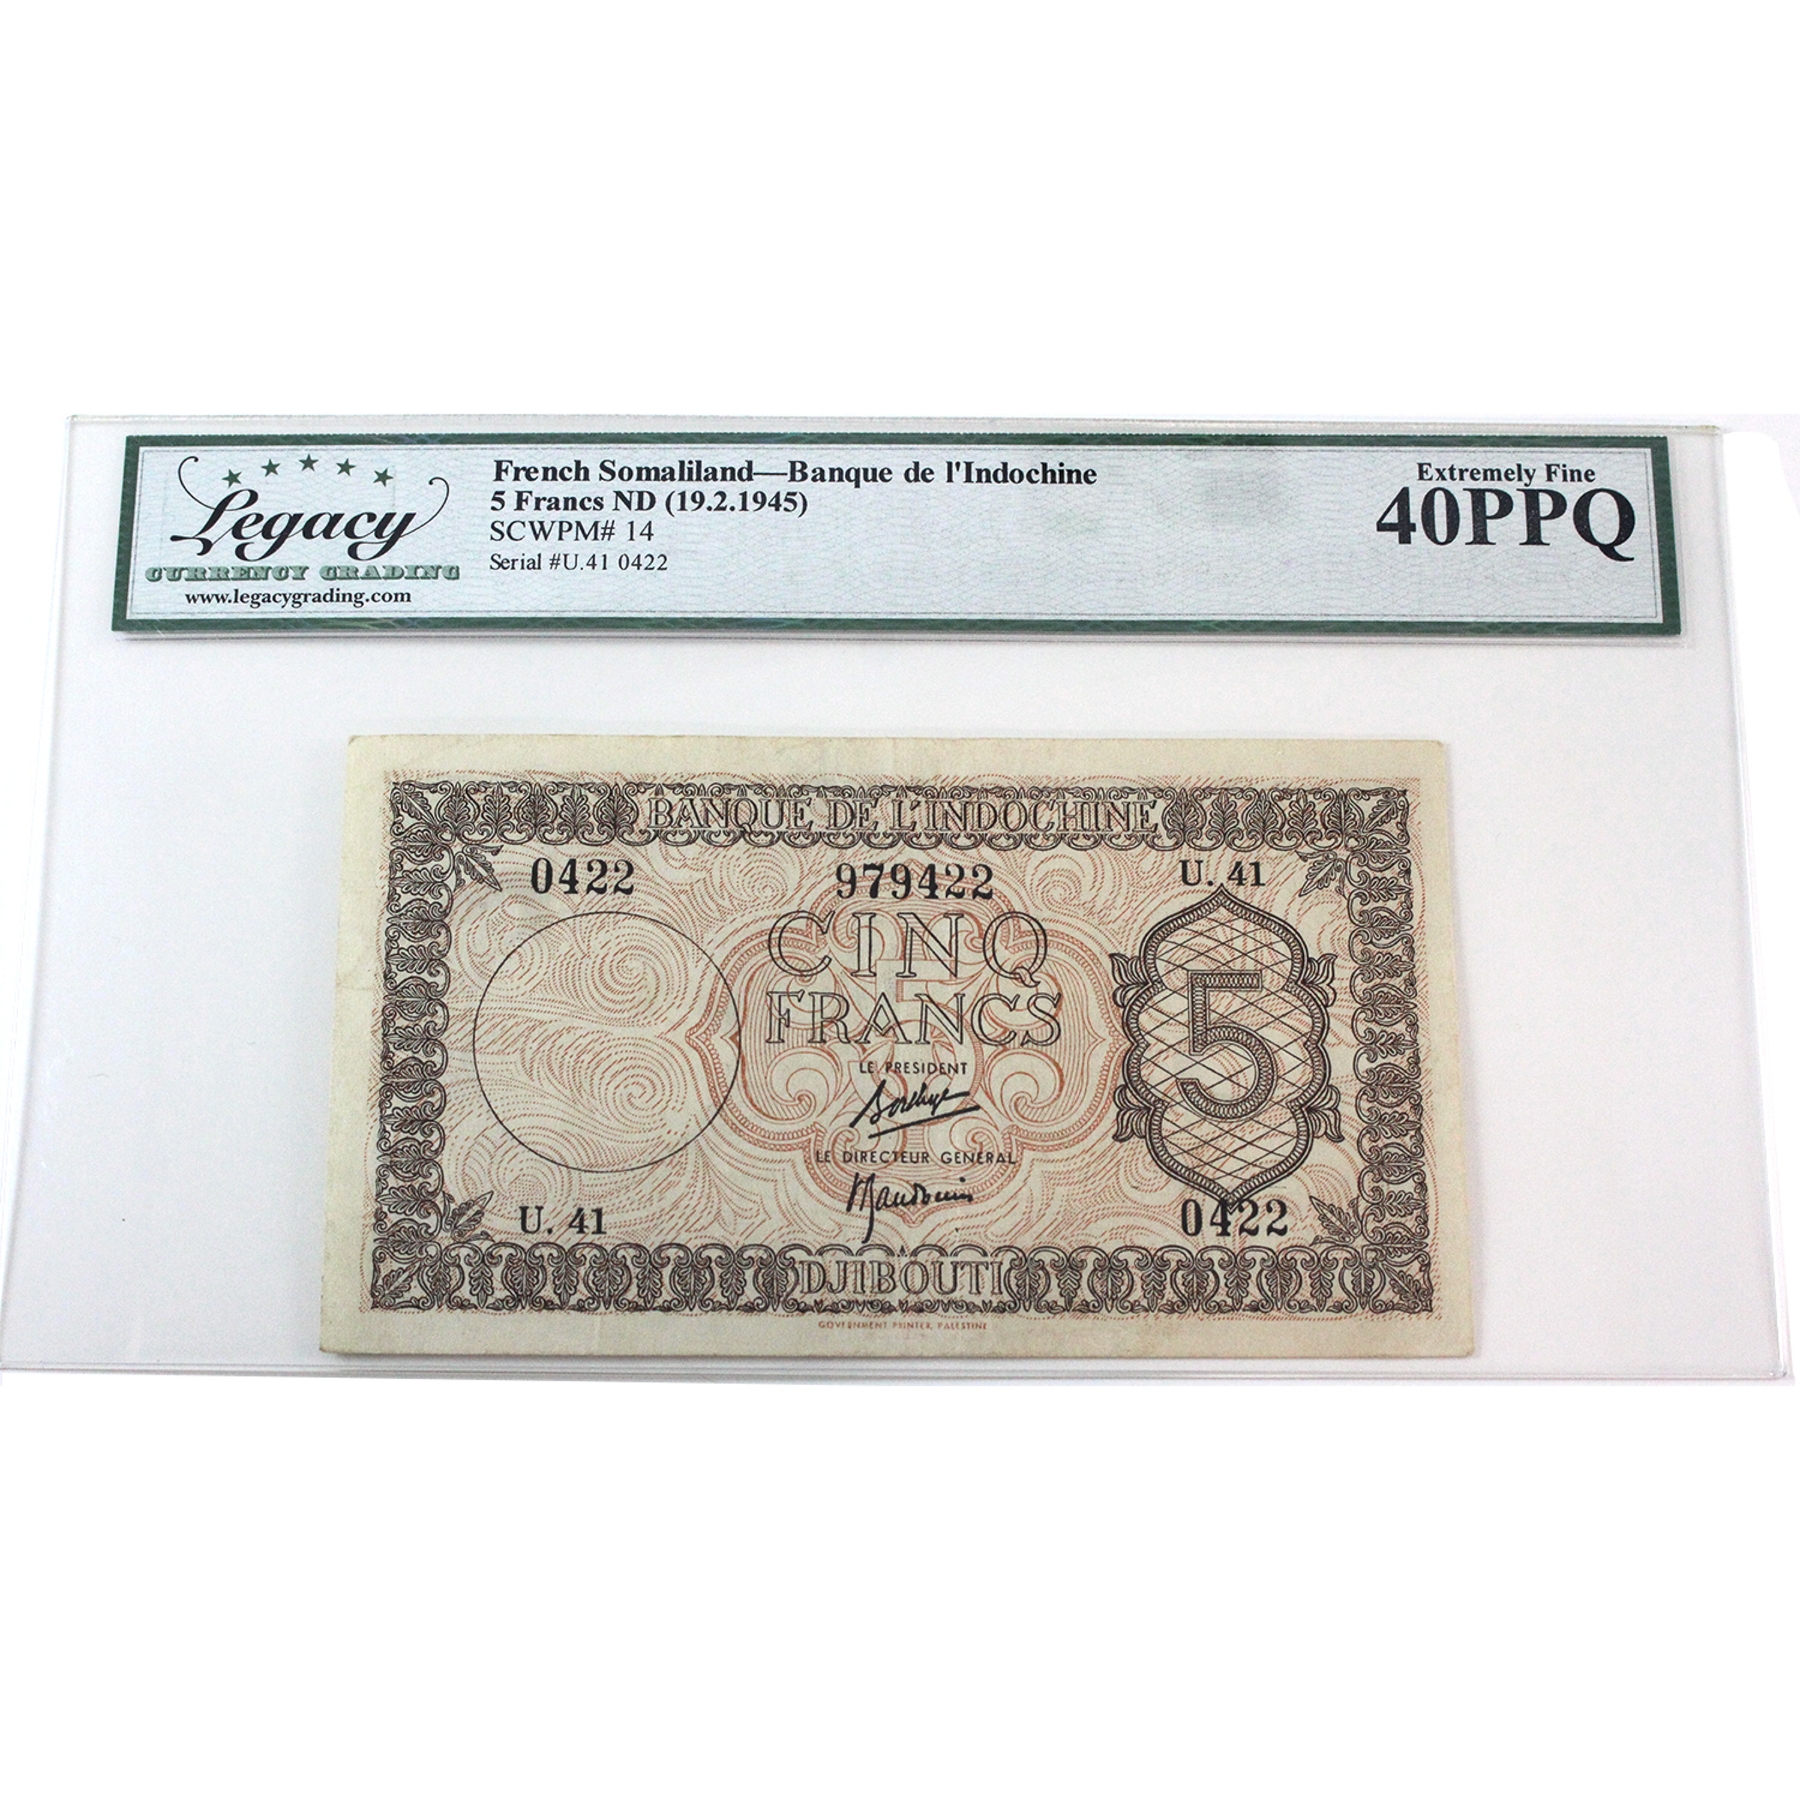 Legacy
CURRENCY GRADING
www.legacygrading.com
French Somaliland—Banque de l'Indochine
5 Francs ND (19.2.1945)
SCWPM# 14
Serial #U.41 0422
Extremely Fine
40PPQ
BANQUE DE L'INDOCHINE
0422 979422 U. 41
CINQ
FRANCS
5
LE PRESIDENT
LE DIRECTEUR GENERAL
U. 41 0422
DJIBOUTI
GOVERNMENT PRINTER, PALESTINE